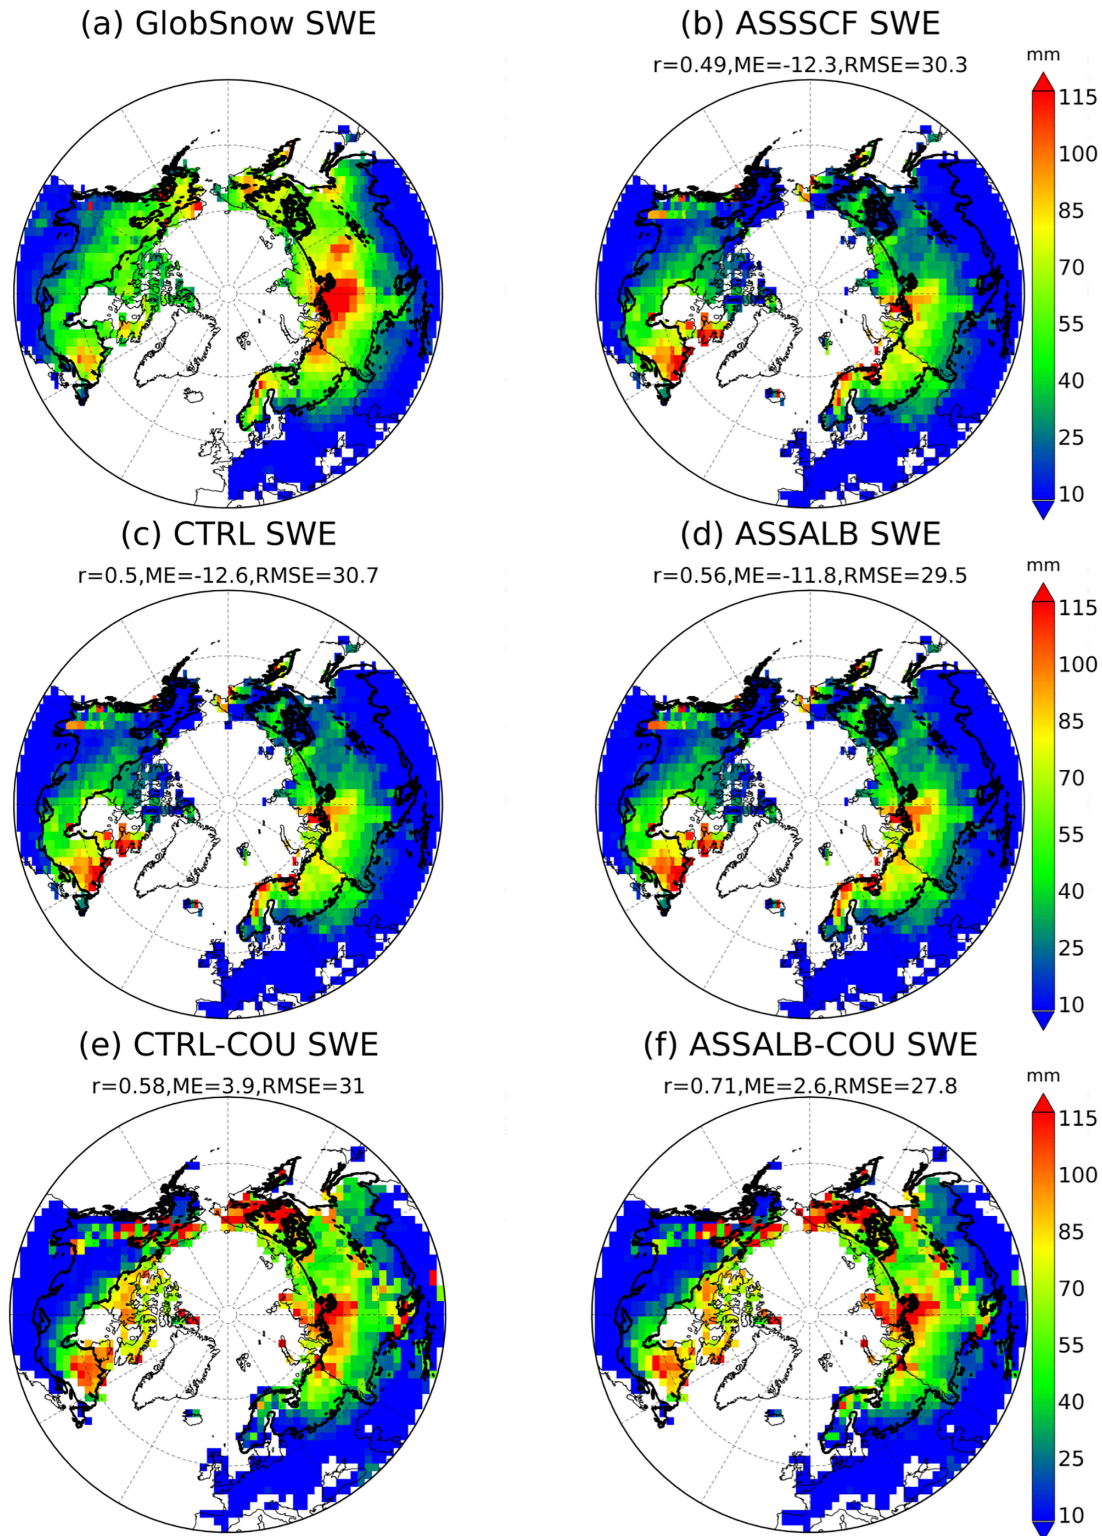 (a) GlobSnow SWE
(b) ASSSCF SWE
r=0.49,ME=-12.3,RMSE=30.3
mm
115
100
85
70
55
40
25
10
(c) CTRL SWE
r=0.5,ME=-12.6,RMSE=30.7
(d) ASSALB SWE
r=0.56,ME=-11.8,RMSE=29.5
mm
115
100
85
70
55
40
25
10
(e) CTRL-COU SWE
r=0.58,ME=3.9,RMSE=31
(f) ASSALB-COU SWE
r=0.71,ME=2.6,RMSE=27.8
mm
115
100
85
70
55
40
25
10